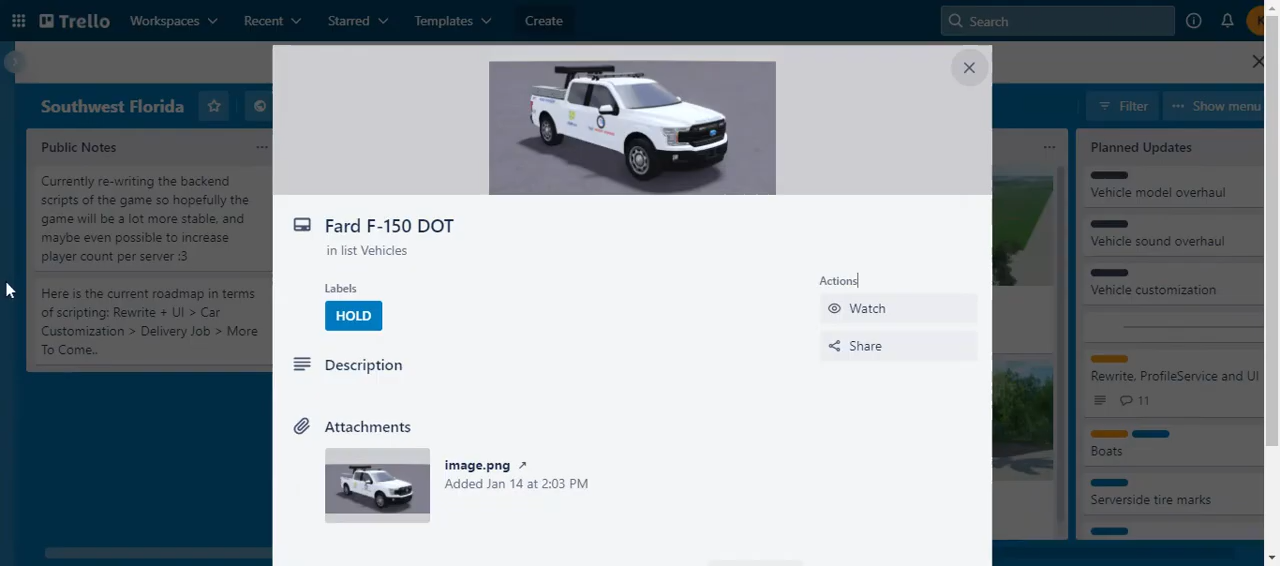 Trello
Workspaces
Recent
Starred
Templates
Create
Search
K
Southwest Florida
Filter
Show menu
Public Notes
Currently re-writing the backend
scripts of the game so hopefully the
game will be a lot more stable, and
maybe even possible to increase
player count per server :3
Here is the current roadmap in terms
of scripting: Rewrite + UI > Car
Customization > Delivery Job > More
To Come..
Fard F-150 DOT
in list Vehicles
Labels
HOLD
Description
Attachments
image.png
Added Jan 14 at 2:03 PM
Actions
Watch
Share
Planned Updates
Vehicle model overhaul
Vehicle sound overhaul
Vehicle customization
Rewrite, ProfileService and UI
11
Boats
Serverside tire marks